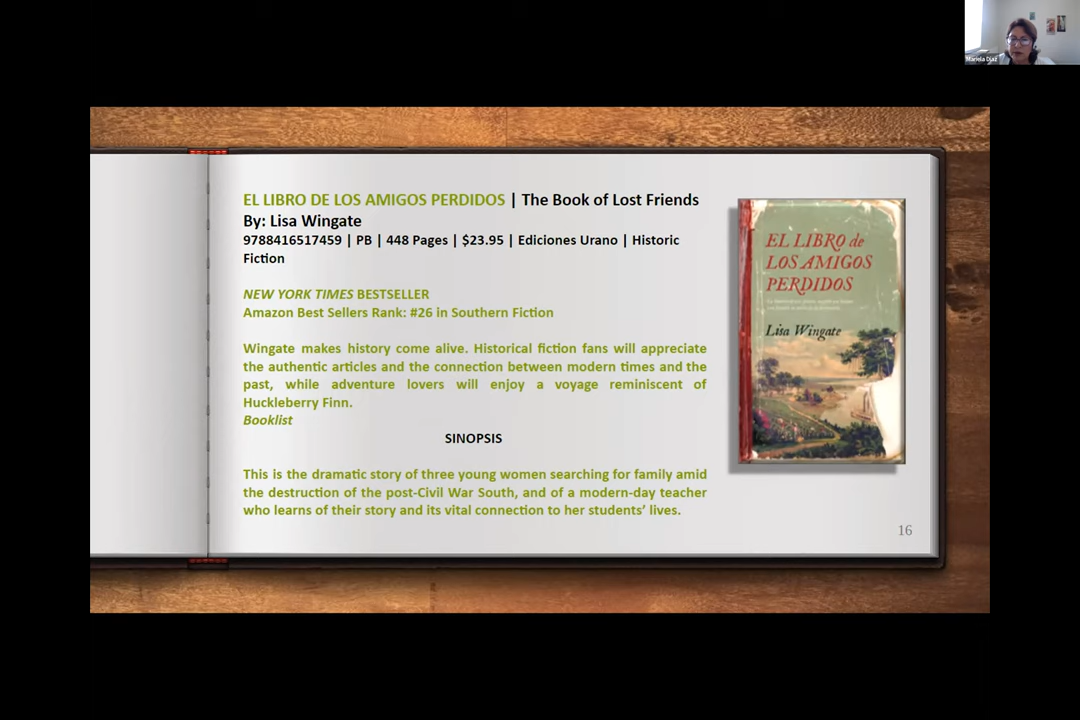 Mariela Diaz
EL LIBRO DE LOS AMIGOS PERDIDOS | The Book of Lost Friends
By: Lisa Wingate
9788416517459 | PB | 448 Pages | $23.95 | Ediciones Urano | Historic
Fiction
NEW YORK TIMES BESTSELLER
Amazon Best Sellers Rank: #26 in Southern Fiction
Wingate makes history come alive. Historical fiction fans will appreciate
the authentic articles and the connection between modern times and the
past, while adventure lovers will enjoy a voyage reminiscent of
Huckleberry Finn.
Booklist
SINOPSIS
This is the dramatic story of three young women searching for family amid
the destruction of the post-Civil War South, and of a modern-day teacher
who learns of their story and its vital connection to her students’ lives.
EL LIBRO de
LOS AMIGOS
PERDIDOS
Lisa Wingate
16